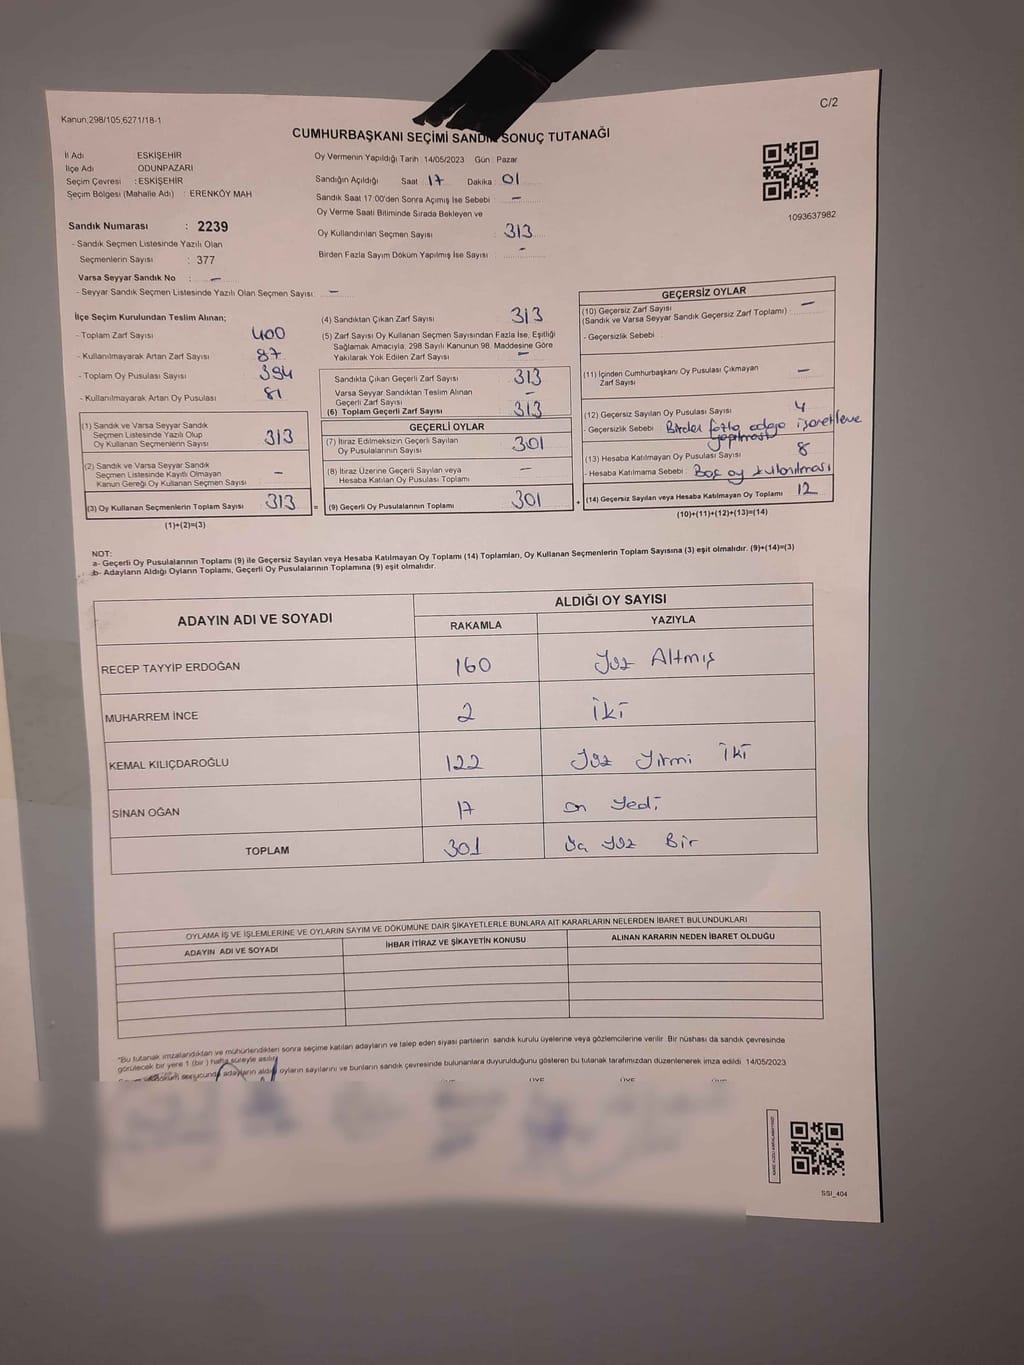 C/2
Kanun,298/105,6271/18-1
CUMHURBAŞKANI SEÇİMİ SANDIK SONUÇ TUTANAĞI
İl Adı : ESKİŞEHİR
İlçe Adı : ODUNPAZARI
Seçim Çevresi : ESKİŞEHİR
Seçim Bölgesi (Mahalle Adı) : ERENKÖY MAH
Oy Vermenin Yapıldığı Tarih 14/05/2023 Gün : Pazar
Sandığın Açıldığı Saat 17 Dakika 01
Sandık Saat 17:00'den Sonra Açımış İse Sebebi : -
Oy Verme Saati Bitiminde Sırada Bekleyen ve
Oy Kullandırılan Seçmen Sayısı : 313
Birden Fazla Sayım Döküm Yapılmış İse Sayısı : -
1093637982
Sandık Numarası : 2239
- Sandık Seçmen Listesinde Yazılı Olan
Seçmenlerin Sayısı : 377
Varsa Seyyar Sandık No : -
- Seyyar Sandık Seçmen Listesinde Yazılı Olan Seçmen Sayısı: -
İlçe Seçim Kurulundan Teslim Alınan;
- Toplam Zarf Sayısı 400
- Kullanılmayarak Artan Zarf Sayısı 87
- Toplam Oy Pusulası Sayısı 394
- Kullanılmayarak Artan Oy Pusulası 81
(1) Sandık ve Varsa Seyyar Sandık
Seçmen Listesinde Yazılı Olup
Oy Kullanan Seçmenlerin Sayısı 313
(2) Sandık ve Varsa Seyyar Sandık
Seçmen Listesinde Kayıtlı Olmayan
Kanun Gereği Oy Kullanan Seçmen Sayısı -
(3) Oy Kullanan Seçmenlerin Toplam Sayısı 313 =
(1)+(2)=(3)
(4) Sandıktan Çıkan Zarf Sayısı 313
(5) Zarf Sayısı Oy Kullanan Seçmen Sayısından Fazla İse, Eşitliği
Sağlamak Amacıyla, 298 Sayılı Kanunun 98. Maddesine Göre
Yakılarak Yok Edilen Zarf Sayısı -
Sandıkta Çıkan Geçerli Zarf Sayısı 313
Varsa Seyyar Sandıktan Teslim Alınan
Geçerli Zarf Sayısı -
(6) Toplam Geçerli Zarf Sayısı 313
GEÇERLİ OYLAR
(7) İtiraz Edilmeksizin Geçerli Sayılan
Oy Pusulalarının Sayısı 301
(8) İtiraz Üzerine Geçerli Sayılan veya
Hesaba Katılan Oy Pusulası Toplamı -
(9) Geçerli Oy Pusulalarının Toplamı 301 +
GEÇERSİZ OYLAR
(10) Geçersiz Zarf Sayısı
(Sandık ve Varsa Seyyar Sandık Geçersiz Zarf Toplamı) : -
- Geçersizlik Sebebi :
(11) İçinden Cumhurbaşkanı Oy Pusulası Çıkmayan
Zarf Sayısı -
(12) Geçersiz Sayılan Oy Pusulası Sayısı 4
- Geçersizlik Sebebi : Birden fazla adaya işaretleme
yapılması
(13) Hesaba Katılmayan Oy Pusulası Sayısı 8
- Hesaba Katılmama Sebebi : Boş oy kullanılması
(14) Geçersiz Sayılan veya Hesaba Katılmayan Oy Toplamı 12
(10)+(11)+(12)+(13)=(14)
NOT:
a- Geçerli Oy Pusulalarının Toplamı (9) ile Geçersiz Sayılan veya Hesaba Katılmayan Oy Toplamı (14) Toplamları, Oy Kullanan Seçmenlerin Toplam Sayısına (3) eşit olmalıdır. (9)+(14)=(3)
b- Adayların Aldığı Oyların Toplamı, Geçerli Oy Pusulalarının Toplamına (9) eşit olmalıdır.
ADAYIN ADI VE SOYADI ALDIĞI OY SAYISI
RAKAMLA YAZIYLA
RECEP TAYYİP ERDOĞAN 160 Yüz Altmış
MUHARREM İNCE 2 İki
KEMAL KILIÇDAROĞLU 122 Yüz Yirmi İki
SİNAN OĞAN 17 On Yedi
TOPLAM 301 Üç Yüz Bir
OYLAMA İŞ VE İŞLEMLERİNE VE OYLARIN SAYIM VE DÖKÜMÜNE DAİR ŞİKAYETLERLE BUNLARA AİT KARARLARIN NELERDEN İBARET BULUNDUKLARI
ADAYIN ADI VE SOYADI İHBAR İTİRAZ VE ŞİKAYETİN KONUSU ALINAN KARARIN NEDEN İBARET OLDUĞU
"Bu tutanak imzalandıktan ve mühürlendikten sonra seçime katılan adayların ve talep eden siyasi partilerin sandık kurulu üyelerine veya gözlemcilerine verilir. Bir nüshası da sandık çevresinde
görülecek bir yere 1 (bir) hafta süreyle asılır.
adayların aldığı oyların sayılarını ve bunların sandık çevresinde bulunanlara duyurulduğunu gösteren bu tutanak tarafımızdan düzenlenerek imza edildi. 14/05/2023
ÜYE ÜYE ÜYE ÜYE
SSI_404